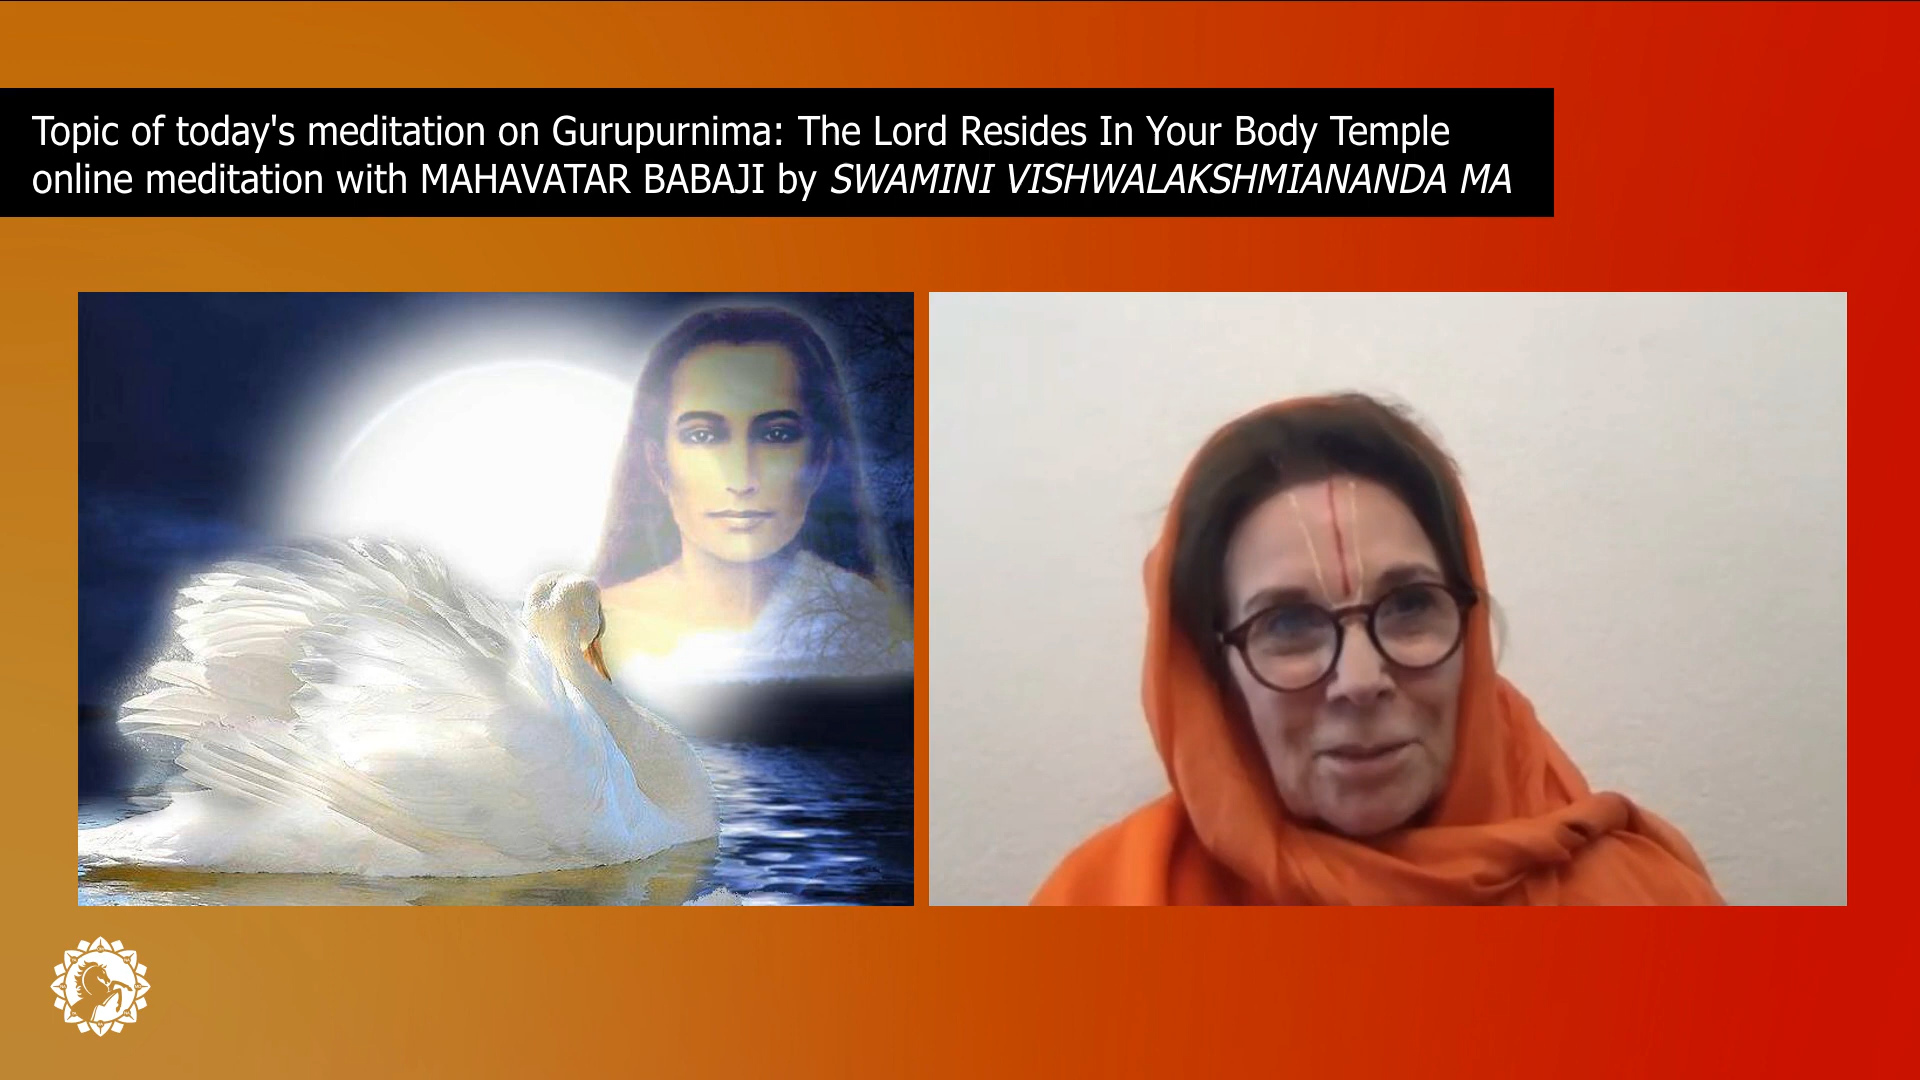 Topic of today's meditation on Gurupurnima: The Lord Resides In Your Body Temple
online meditation with MAHAVATAR BABAJI by SWAMINI VISHWALAKSHMIANANDA MA